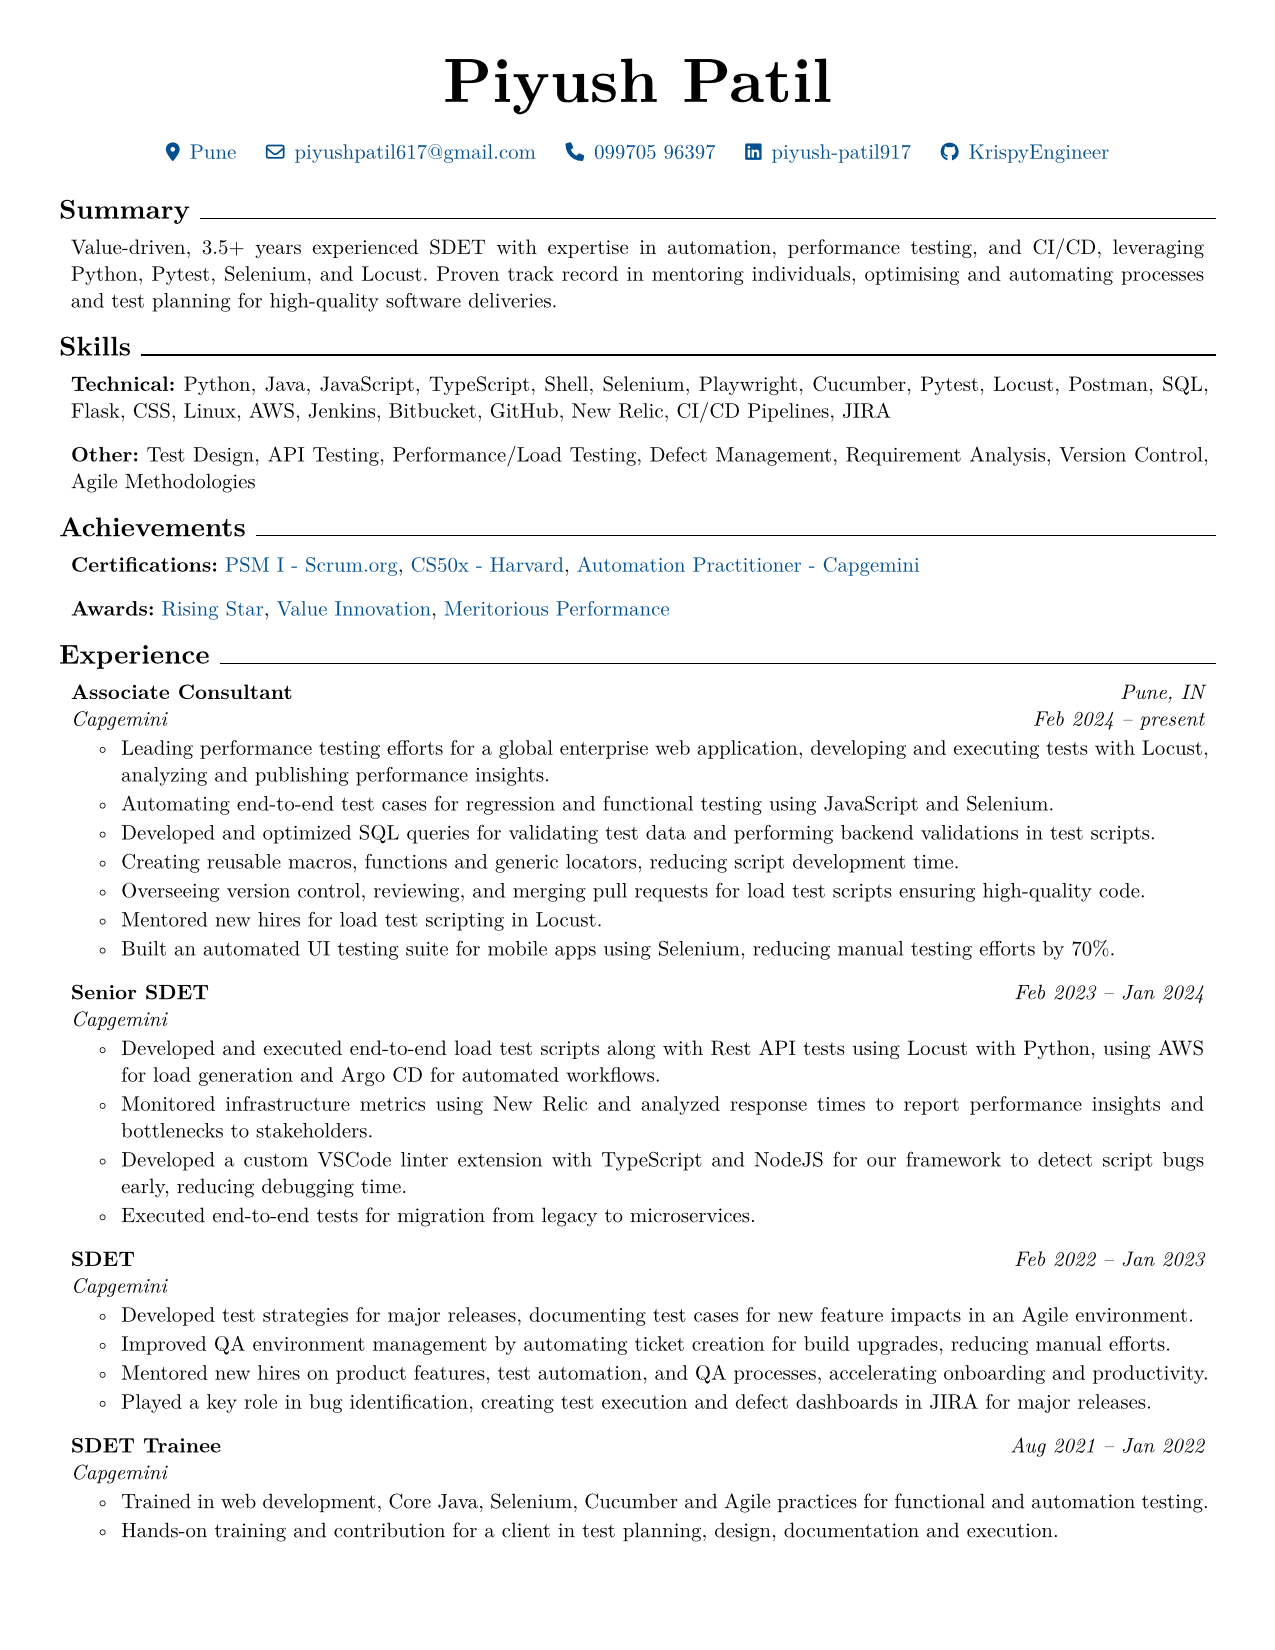 Piyush Patil
Pune piyushpatil617@gmail.com 099705 96397 piyush-patil917 KrispyEngineer
Summary
Value-driven, 3.5+ years experienced SDET with expertise in automation, performance testing, and CI/CD, leveraging
Python, Pytest, Selenium, and Locust. Proven track record in mentoring individuals, optimising and automating processes
and test planning for high-quality software deliveries.
Skills
Technical: Python, Java, JavaScript, TypeScript, Shell, Selenium, Playwright, Cucumber, Pytest, Locust, Postman, SQL,
Flask, CSS, Linux, AWS, Jenkins, Bitbucket, GitHub, New Relic, CI/CD Pipelines, JIRA
Other: Test Design, API Testing, Performance/Load Testing, Defect Management, Requirement Analysis, Version Control,
Agile Methodologies
Achievements
Certifications: PSM I - Scrum.org, CS50x - Harvard, Automation Practitioner - Capgemini
Awards: Rising Star, Value Innovation, Meritorious Performance
Experience
Associate Consultant Pune, IN
Capgemini Feb 2024 – present
◦ Leading performance testing efforts for a global enterprise web application, developing and executing tests with Locust,
analyzing and publishing performance insights.
◦ Automating end-to-end test cases for regression and functional testing using JavaScript and Selenium.
◦ Developed and optimized SQL queries for validating test data and performing backend validations in test scripts.
◦ Creating reusable macros, functions and generic locators, reducing script development time.
◦ Overseeing version control, reviewing, and merging pull requests for load test scripts ensuring high-quality code.
◦ Mentored new hires for load test scripting in Locust.
◦ Built an automated UI testing suite for mobile apps using Selenium, reducing manual testing efforts by 70%.
Senior SDET Feb 2023 – Jan 2024
Capgemini
◦ Developed and executed end-to-end load test scripts along with Rest API tests using Locust with Python, using AWS
for load generation and Argo CD for automated workflows.
◦ Monitored infrastructure metrics using New Relic and analyzed response times to report performance insights and
bottlenecks to stakeholders.
◦ Developed a custom VSCode linter extension with TypeScript and NodeJS for our framework to detect script bugs
early, reducing debugging time.
◦ Executed end-to-end tests for migration from legacy to microservices.
SDET Feb 2022 – Jan 2023
Capgemini
◦ Developed test strategies for major releases, documenting test cases for new feature impacts in an Agile environment.
◦ Improved QA environment management by automating ticket creation for build upgrades, reducing manual efforts.
◦ Mentored new hires on product features, test automation, and QA processes, accelerating onboarding and productivity.
◦ Played a key role in bug identification, creating test execution and defect dashboards in JIRA for major releases.
SDET Trainee Aug 2021 – Jan 2022
Capgemini
◦ Trained in web development, Core Java, Selenium, Cucumber and Agile practices for functional and automation testing.
◦ Hands-on training and contribution for a client in test planning, design, documentation and execution.